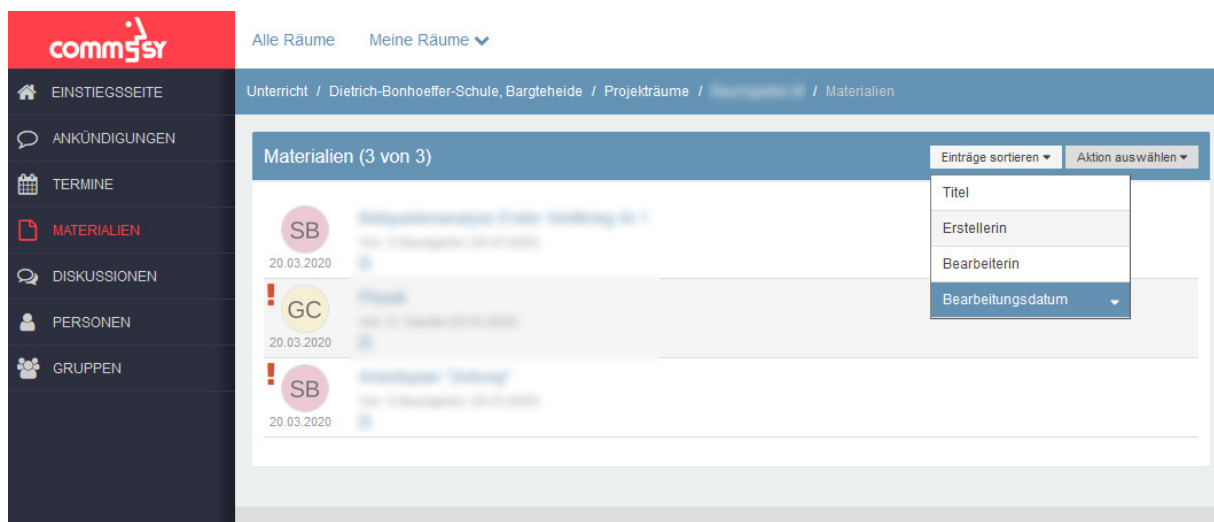 commsy
Alle Räume Meine Räume
EINSTIEGSSEITE
ANKÜNDIGUNGEN
TERMINE
MATERIALIEN
DISKUSSIONEN
PERSONEN
GRUPPEN
Unterricht / Dietrich-Bonhoeffer-Schule, Bargteheide / Projekträume / / Materialien
Materialien (3 von 3)
Einträge sortieren Aktion auswählen
Titel
Erstellerin
Bearbeiterin
Bearbeitungsdatum
SB
20.03.2020
! GC
20.03.2020
! SB
20.03.2020